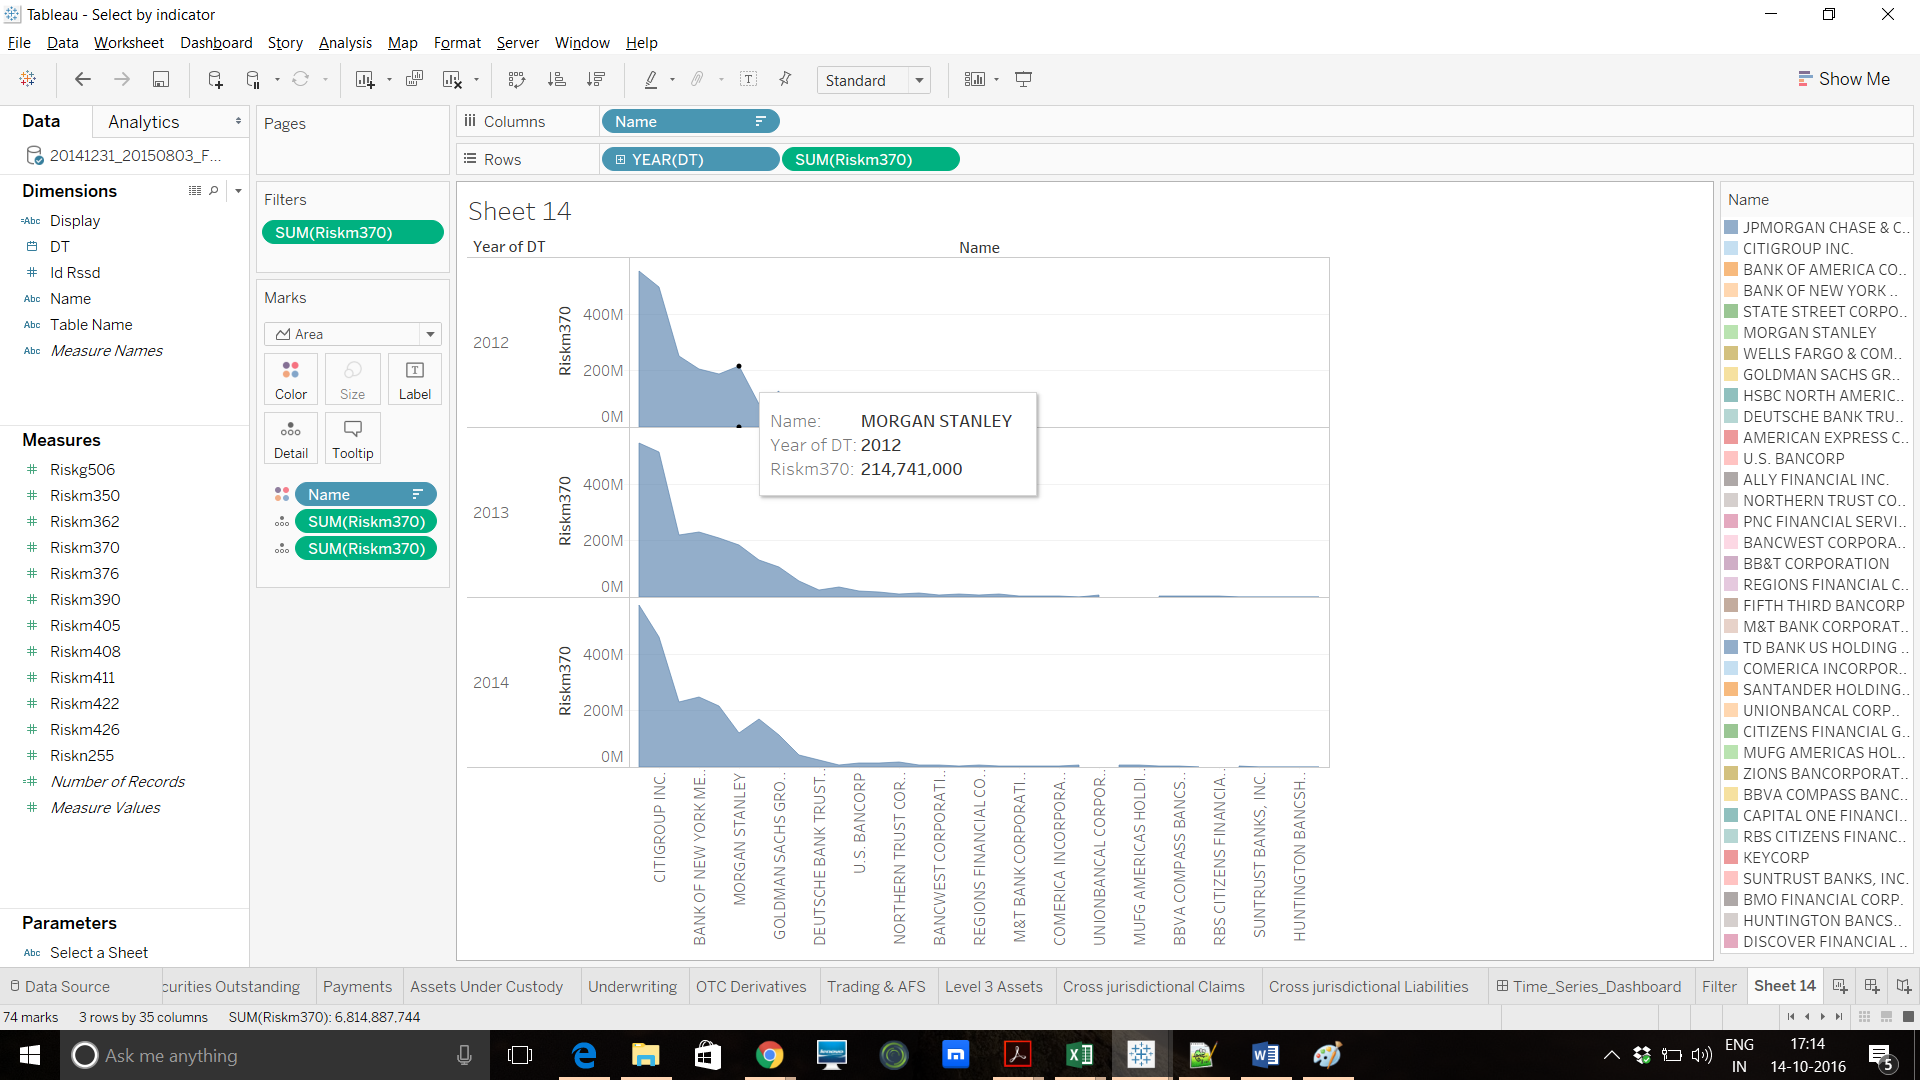 Tableau - Select by indicator
File Data Worksheet Dashboard Story Analysis Map Format Server Window Help
Standard
Show Me
Data
Analytics
20141231_20150803_F...
Dimensions
Abc Display
DT
Id Rssd
Abc Name
Abc Table Name
Abc Measure Names
Measures
Riskg506
Riskm350
Riskm362
Riskm370
Riskm376
Riskm390
Riskm405
Riskm408
Riskm411
Riskm422
Riskm426
Riskn255
Number of Records
Measure Values
Parameters
Abc Select a Sheet
Pages
Filters
SUM(Riskm370)
Marks
Area
Color
Size
Label
Detail
Tooltip
Name
SUM(Riskm370)
SUM(Riskm370)
Columns
Name
Rows
YEAR(DT)
SUM(Riskm370)
Sheet 14
Year of DT
Name
2012
Riskm370
400M
200M
0M
Name: MORGAN STANLEY
Year of DT: 2012
Riskm370: 214,741,000
2013
Riskm370
400M
200M
0M
2014
Riskm370
400M
200M
0M
CITIGROUP INC.
BANK OF NEW YORK ME..
MORGAN STANLEY
GOLDMAN SACHS GRO..
DEUTSCHE BANK TRUST..
U.S. BANCORP
NORTHERN TRUST COR..
BANCWEST CORPORATI..
REGIONS FINANCIAL CO..
M&T BANK CORPORATI..
COMERICA INCORPORA..
UNIONBANCAL CORPOR..
MUFG AMERICAS HOLDI..
BBVA COMPASS BANCS..
RBS CITIZENS FINANCIA..
SUNTRUST BANKS, INC.
HUNTINGTON BANCSH..
Name
JPMORGAN CHASE & C..
CITIGROUP INC.
BANK OF AMERICA CO..
BANK OF NEW YORK ..
STATE STREET CORPO..
MORGAN STANLEY
WELLS FARGO & COM..
GOLDMAN SACHS GR..
HSBC NORTH AMERIC..
DEUTSCHE BANK TRU..
AMERICAN EXPRESS C..
U.S. BANCORP
ALLY FINANCIAL INC.
NORTHERN TRUST CO..
PNC FINANCIAL SERVI..
BANCWEST CORPORA..
BB&T CORPORATION
REGIONS FINANCIAL C..
FIFTH THIRD BANCORP
M&T BANK CORPORAT..
TD BANK US HOLDING ..
COMERICA INCORPOR..
SANTANDER HOLDING..
UNIONBANCAL CORP..
CITIZENS FINANCIAL G..
MUFG AMERICAS HOL..
ZIONS BANCORPORAT..
BBVA COMPASS BANC..
CAPITAL ONE FINANCI..
RBS CITIZENS FINANC..
KEYCORP
SUNTRUST BANKS, INC.
BMO FINANCIAL CORP.
HUNTINGTON BANCS..
DISCOVER FINANCIAL ..
Data Source
curities Outstanding
Payments
Assets Under Custody
Underwriting
OTC Derivatives
Trading & AFS
Level 3 Assets
Cross jurisdictional Claims
Cross jurisdictional Liabilities
Time_Series_Dashboard
Filter
Sheet 14
74 marks 3 rows by 35 columns SUM(Riskm370): 6,814,887,744
Ask me anything
ENG
IN
17:14
14-10-2016
5